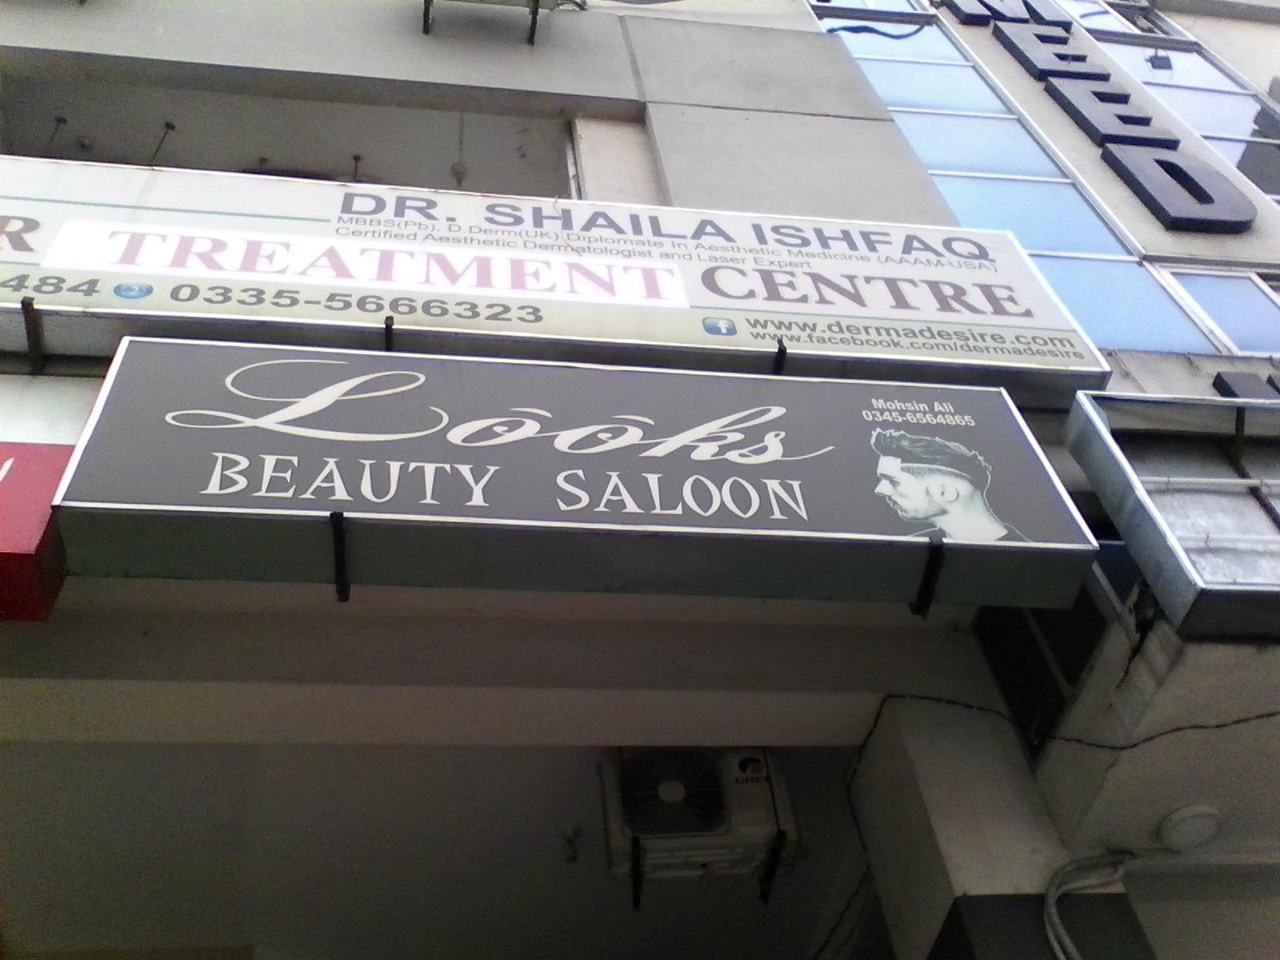 MEEED
DR. SHAILA ISHFAQ
MBBS(Pb), D.Derm(UK) Diplomate In Aesthetic Medicine (AAAM-USA)
Certified Aesthetic Dermatologist and Laser Expert
R TREATMENT CENTRE
484 0335-5666323
www.dermadesire.com
www.facebook.com/dermadesire
Looks
BEAUTY SALOON
Mohsin Ali
0345-6564865
GREE